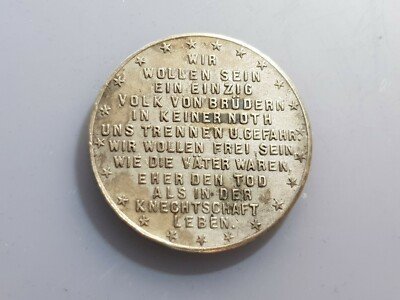 WIR
WOLLEN SEIN
EIN EINZIG
VOLK VON BRÜDERN
IN KEINER NOTH
UNS TRENNEN U. GEFAHR
WIR WOLLEN FREI SEIN
WIE DIE VÄTER WAREN,
EHER DEN TOD
ALS IN DER
KNECHTSCHAFT
LEBEN.